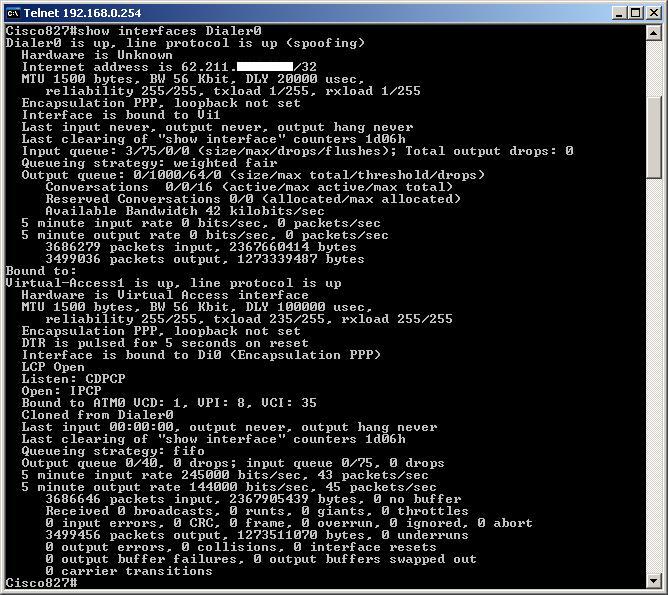 Telnet 192.168.0.254
Cisco827#show interfaces Dialer0
Dialer0 is up, line protocol is up (spoofing)
  Hardware is Unknown
  Internet address is 62.211.       /32
  MTU 1500 bytes, BW 56 Kbit, DLY 20000 usec,
     reliability 255/255, txload 1/255, rxload 1/255
  Encapsulation PPP, loopback not set
  Interface is bound to Vi1
  Last input never, output never, output hang never
  Last clearing of "show interface" counters 1d06h
  Input queue: 3/75/0/0 (size/max/drops/flushes); Total output drops: 0
  Queueing strategy: weighted fair
  Output queue: 0/1000/64/0 (size/max total/threshold/drops)
     Conversations  0/0/16 (active/max active/max total)
     Reserved Conversations 0/0 (allocated/max allocated)
     Available Bandwidth 42 kilobits/sec
  5 minute input rate 0 bits/sec, 0 packets/sec
  5 minute output rate 0 bits/sec, 0 packets/sec
     3686279 packets input, 2367660414 bytes
     3499036 packets output, 1273339487 bytes
Bound to:
Virtual-Access1 is up, line protocol is up
  Hardware is Virtual Access interface
  MTU 1500 bytes, BW 56 Kbit, DLY 100000 usec,
     reliability 255/255, txload 235/255, rxload 255/255
  Encapsulation PPP, loopback not set
  DTR is pulsed for 5 seconds on reset
  Interface is bound to Di0 (Encapsulation PPP)
  LCP Open
  Listen: CDPCP
  Open: IPCP
  Bound to ATM0 VCD: 1, VPI: 8, VCI: 35
  Cloned from Dialer0
  Last input 00:00:00, output never, output hang never
  Last clearing of "show interface" counters 1d06h
  Queueing strategy: fifo
  Output queue 0/40, 0 drops; input queue 0/75, 0 drops
  5 minute input rate 245000 bits/sec, 43 packets/sec
  5 minute output rate 144000 bits/sec, 45 packets/sec
     3686646 packets input, 2367905439 bytes, 0 no buffer
     Received 0 broadcasts, 0 runts, 0 giants, 0 throttles
     0 input errors, 0 CRC, 0 frame, 0 overrun, 0 ignored, 0 abort
     3499456 packets output, 1273511070 bytes, 0 underruns
     0 output errors, 0 collisions, 0 interface resets
     0 output buffer failures, 0 output buffers swapped out
     0 carrier transitions
Cisco827#